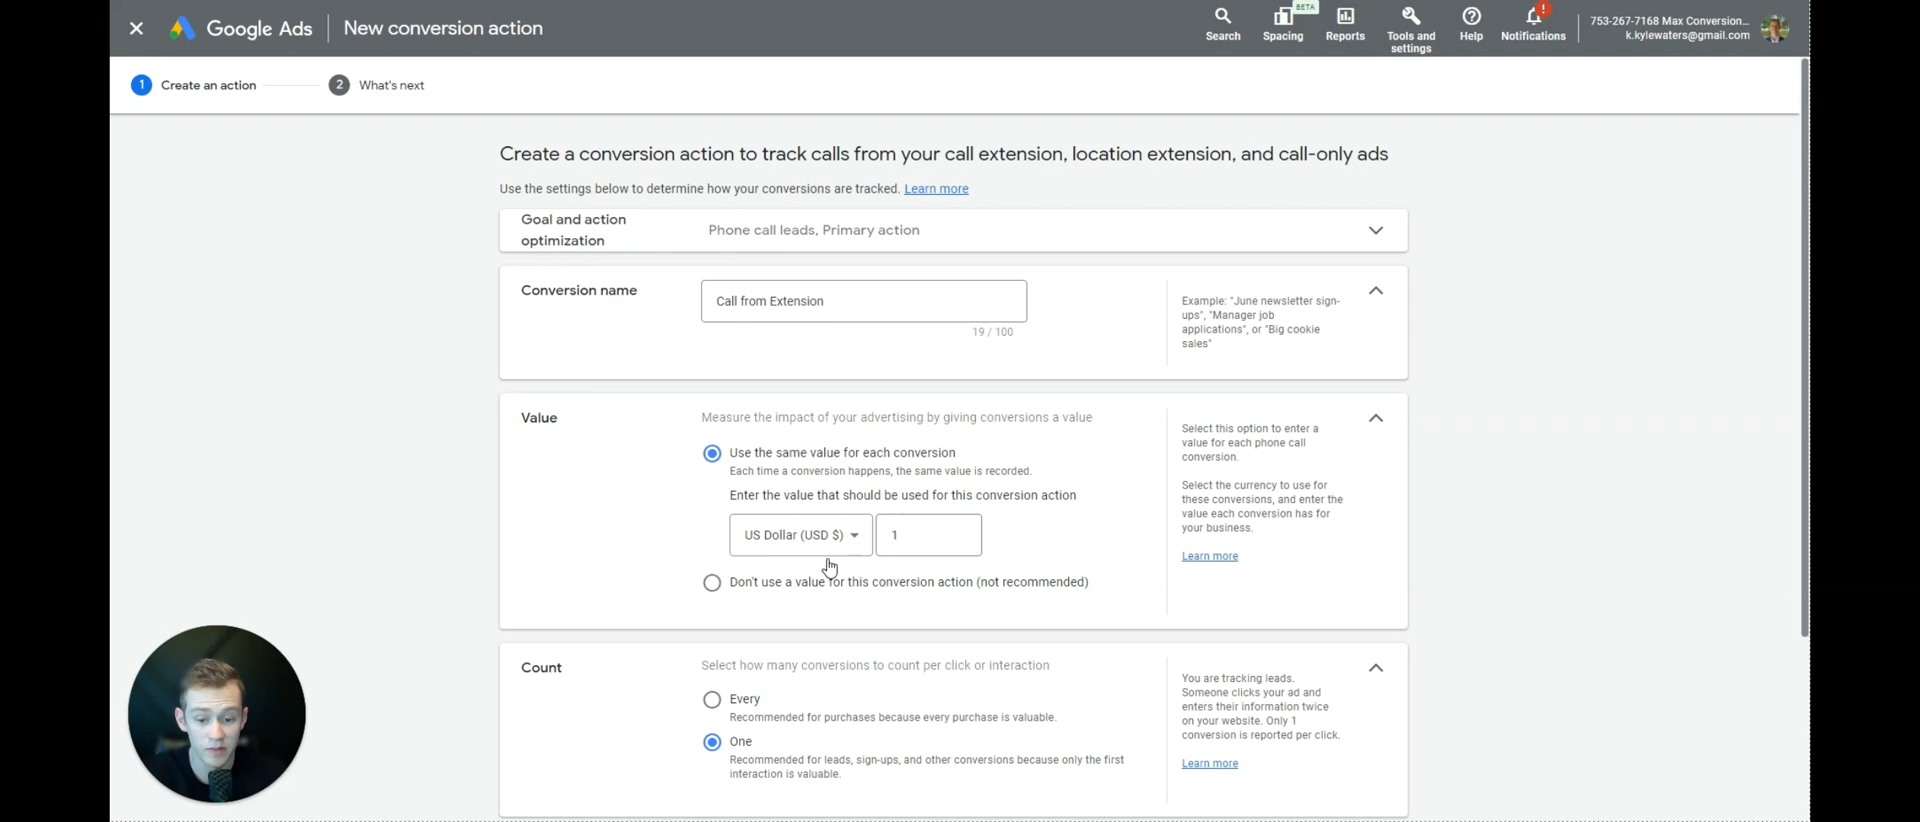 Google Ads
New conversion action
Search
BETA
Spacing
Reports
Tools and
settings
Help
!
Notifications
753-267-7168 Max Conversion...
k.kylewaters@gmail.com
1
Create an action
2
What's next
Create a conversion action to track calls from your call extension, location extension, and call-only ads
Use the settings below to determine how your conversions are tracked. Learn more
Goal and action
optimization
Phone call leads, Primary action
Conversion name
Call from Extension
19 / 100
Example: "June newsletter sign-
ups", "Manager job
applications", or "Big cookie
sales"
Value
Measure the impact of your advertising by giving conversions a value
Use the same value for each conversion
Each time a conversion happens, the same value is recorded.
Enter the value that should be used for this conversion action
US Dollar (USD $)
1
Don't use a value for this conversion action (not recommended)
Select this option to enter a
value for each phone call
conversion.
Select the currency to use for
these conversions, and enter the
value each conversion has for
your business.
Learn more
Count
Select how many conversions to count per click or interaction
Every
Recommended for purchases because every purchase is valuable.
One
Recommended for leads, sign-ups, and other conversions because only the first
interaction is valuable.
You are tracking leads.
Someone clicks your ad and
enters their information twice
on your website. Only 1
conversion is reported per click.
Learn more